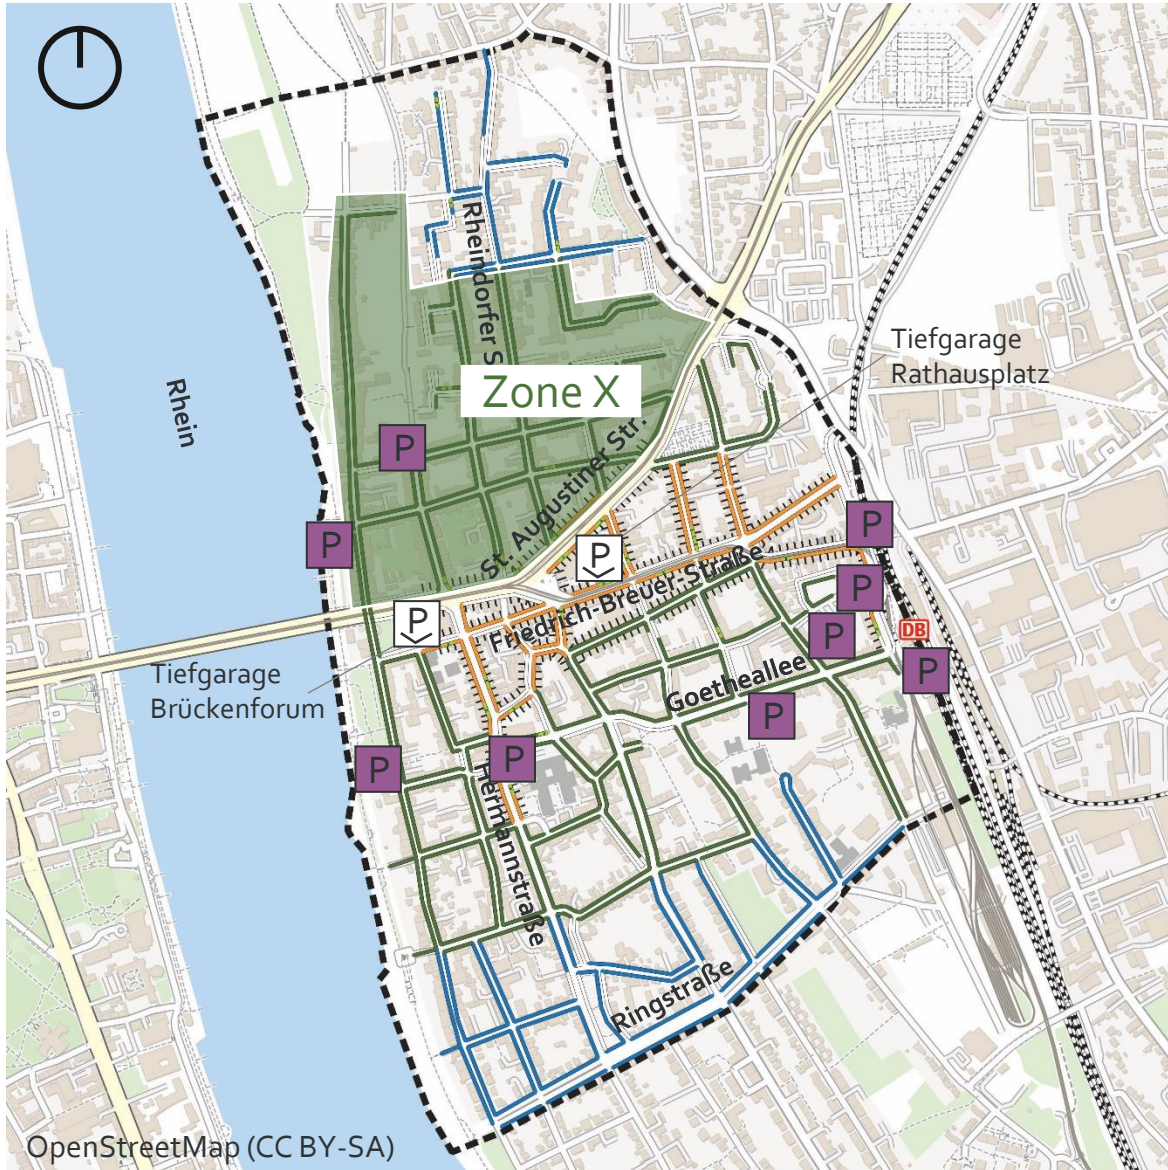 Rheindorfer S
Tiefgarage
Rathausplatz
Rhein
Zone X
P
St. Augustiner Str.
P
P
P
Friedrich-Breuer-Straße
P
P
P
DB
Tiefgarage
Brückenforum
Goetheallee
P
P
P
P
Hermannstraße
Ringstraße
OpenStreetMap (CC BY-SA)